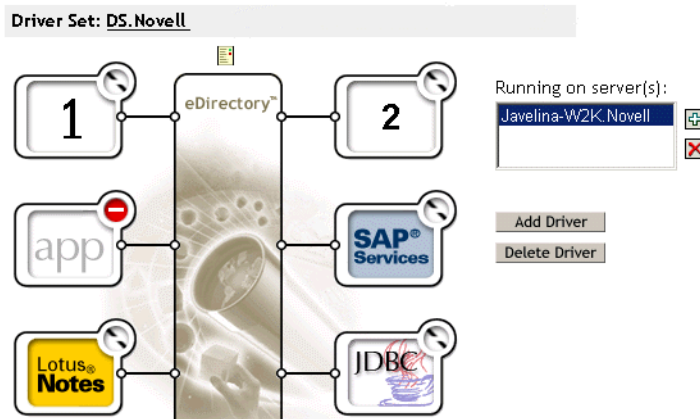 Driver Set: DS.Novell
eDirectory™
1
2
Running on server(s):
Javelina-W2K.Novell
app
SAP®
Services
Add Driver
Delete Driver
Lotus®
Notes
JDBC